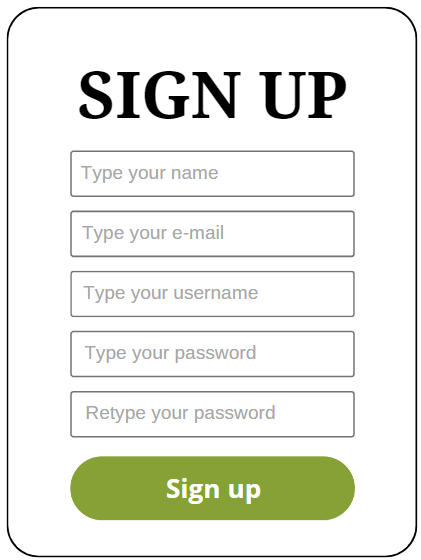 SIGN UP
Type your name
Type your e-mail
Type your username
Type your password
Retype your password
Sign up